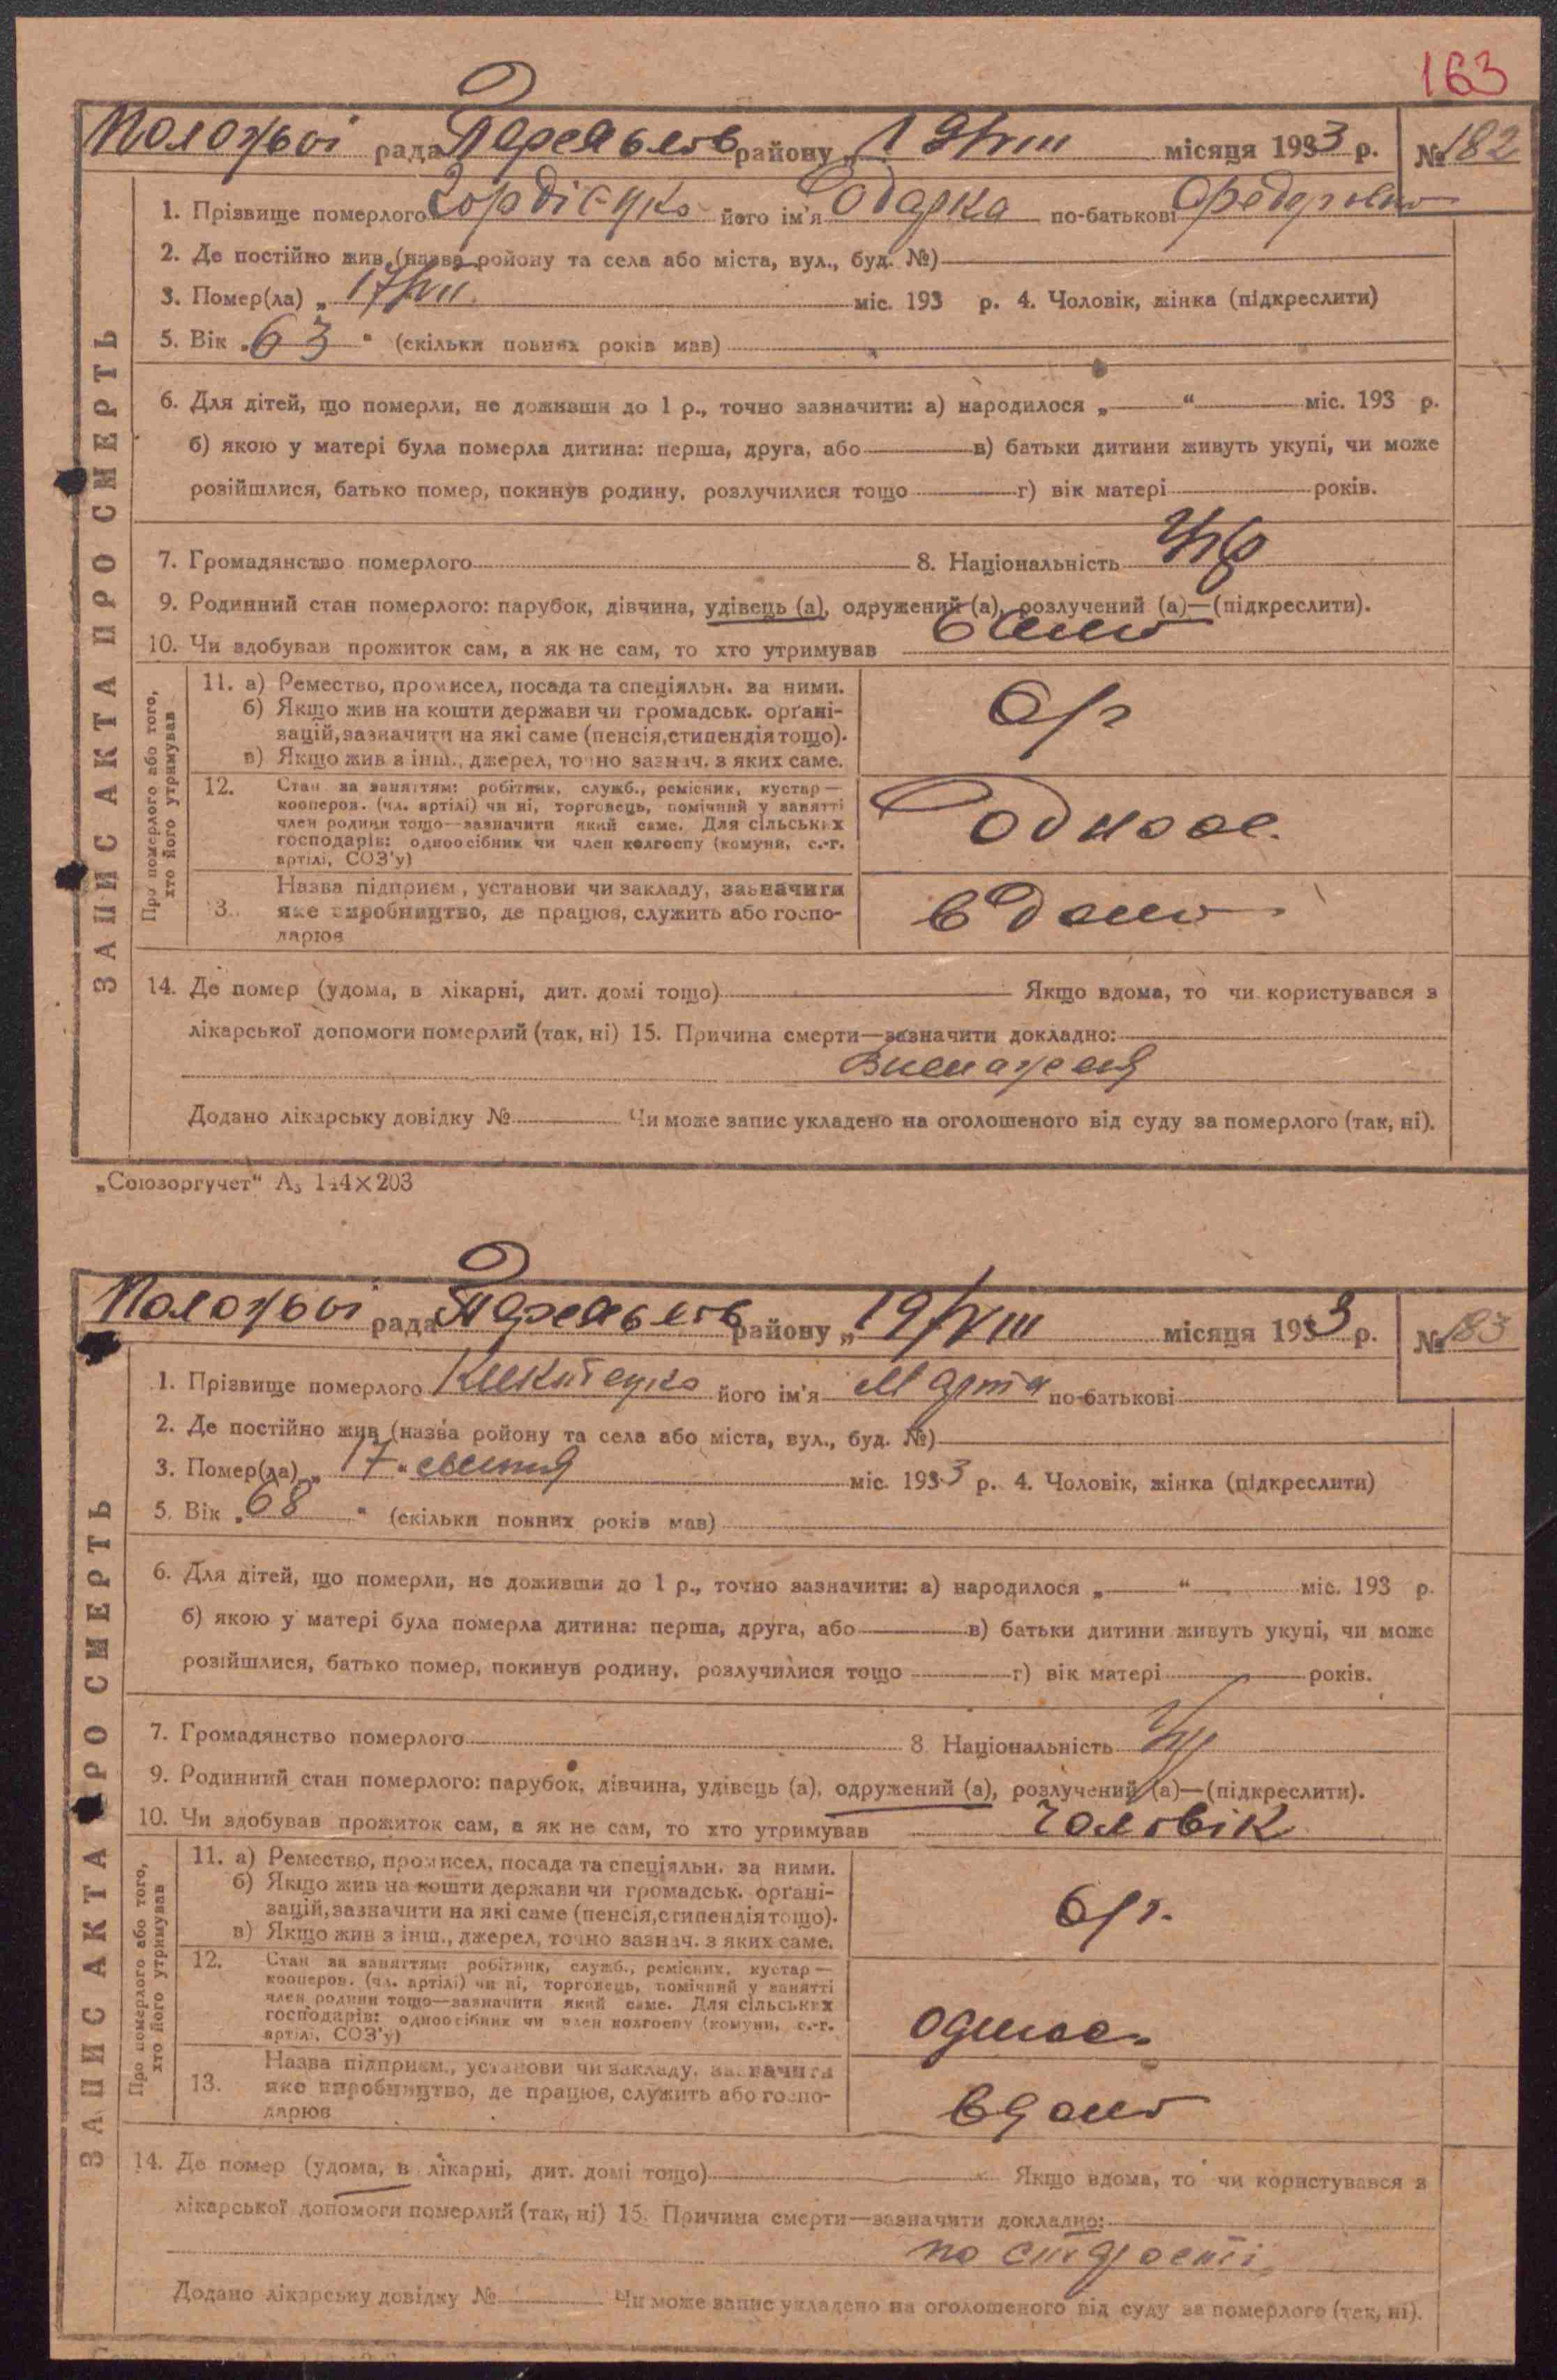 163
рада району „ 19/VIII місяця 1933 р. № 182
1. Прізвище померлого Гордієнко його ім'я Одарка по-батькові
2. Де постійно жив (назва ройону та села або міста, вул., буд. №)
3. Помер(ла) „ 17/VIII міс. 193 р. 4. Чоловік, жінка (підкреслити)
5. Вік „ 63 " (скільки повних років мав)
6. Для дітей, що померли, не доживши до 1 р., точно зазначити: а) народилося „ “ міс. 193 р.
б) якою у матері була померла дитина: перша, друга, або в) батьки дитини живуть укупі, чи може
розійшлися, батько помер, покинув родину, розлучилися тощо г) вік матері років.
7. Громадянство померлого 8. Національність Укр
9. Родинний стан померлого: парубок, дівчина, удівець (а), одружений (а), розлучений (а)—(підкреслити).
10. Чи здобував прожиток сам, а як не сам, то хто утримував
Про померлого або того,
хто його утримував
11. а) Ремество, промисел, посада та спеціяльн. за ними.
б) Якщо жив на кошти держави чи громадськ. орґані-
зацій, зазначити на які саме (пенсія, стипендія тощо).
в) Якщо жив з інш., джерел, точно зазнач. з яких саме.
12. Стан за заняттям: робітник, служб., ремісник, кустар—
кооперов. (чл. артілі) чи ні, торговець, помічний у занятті
член родини тощо—зазначити який саме. Для сільських
господарів: одноосібник чи член колгоспу (комуни, с.-г.
артілі, СОЗ'у)
Одноос.
13. Назва підприєм., установи чи закладу, зазначити
яке виробництво, де працює, служить або госпо-
дарює
вдома
14. Де помер (удома, в лікарні, дит. домі тощо) Якщо вдома, то чи користувався з
лікарської допомоги померлий (так, ні) 15. Причина смерти—зазначити докладно:
Додано лікарську довідку № Чи може запис укладено на оголошеного від суду за померлого (так, ні).
ЗАПИС АКТА ПРО СМЕРТЬ
„Союзоргучет“ А₅ 144×203
рада району „ 19/VIII місяця 1933 р. № 183
1. Прізвище померлого Микитенко його ім'я Марта по-батькові
2. Де постійно жив (назва ройону та села або міста, вул., буд. №)
3. Помер(ла) „ 17 “ міс. 1933 р. 4. Чоловік, жінка (підкреслити)
5. Вік „ 68 “ (скільки повних років мав)
6. Для дітей, що померли, не доживши до 1 р., точно зазначити: а) народилося „ “ міс. 193 р.
б) якою у матері була померла дитина: перша, друга, або в) батьки дитини живуть укупі, чи може
розійшлися, батько помер, покинув родину, розлучилися тощо г) вік матері років.
7. Громадянство померлого 8. Національність
9. Родинний стан померлого: парубок, дівчина, удівець (а), одружений (а), розлучений (а)—(підкреслити).
10. Чи здобував прожиток сам, а як не сам, то хто утримував чоловік
Про померлого або того,
хто його утримував
11. а) Ремество, промисел, посада та спеціяльн. за ними.
б) Якщо жив на кошти держави чи громадськ. орґані-
зацій, зазначити на які саме (пенсія, стипендія тощо).
в) Якщо жив з інш., джерел, точно зазнач. з яких саме.
12. Стан за заняттям: робітник, служб., ремісник, кустар—
кооперов. (чл. артілі) чи ні, торговець, помічний у занятті
член родини тощо—зазначити який саме. Для сільських
господарів: одноосібник чи член колгоспу (комуни, с.-г.
артілі, СОЗ'у)
одноос.
13. Назва підприєм., установи чи закладу, зазначити
яке виробництво, де працює, служить або госпо-
дарює
вдома
14. Де помер (удома, в лікарні, дит. домі тощо) Якщо вдома, то чи користувався з
лікарської допомоги померлий (так, ні) 15. Причина смерти—зазначити докладно:
по старості
Додано лікарську довідку № Чи може запис укладено на оголошеного від суду за померлого (так, ні).
ЗАПИС АКТА ПРО СМЕРТЬ